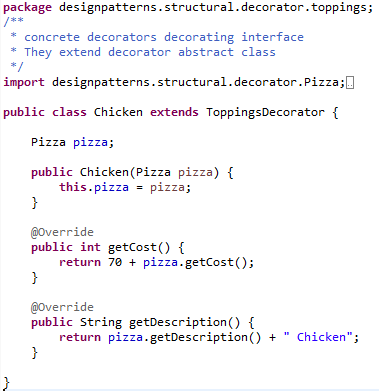 package designpatterns.structural.decorator.toppings;
/**
 * concrete decorators decorating interface
 * They extend decorator abstract class
 */
import designpatterns.structural.decorator.Pizza;
public class Chicken extends ToppingsDecorator {
    Pizza pizza;
    public Chicken(Pizza pizza) {
        this.pizza = pizza;
    }
    @Override
    public int getCost() {
        return 70 + pizza.getCost();
    }
    @Override
    public String getDescription() {
        return pizza.getDescription() + " Chicken";
    }
}